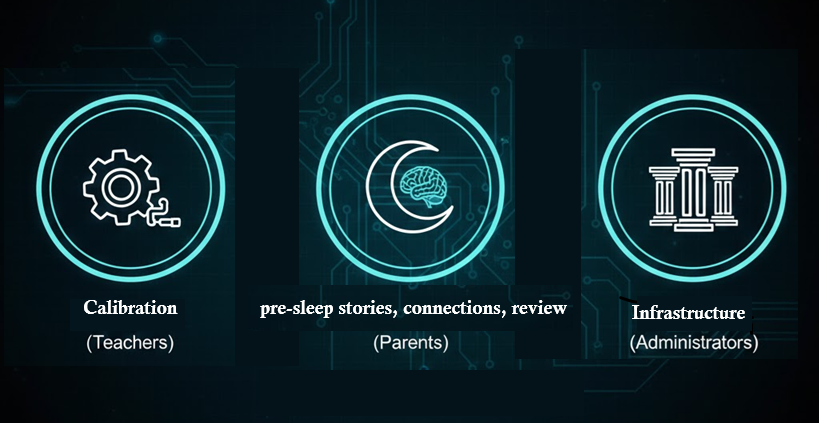 Calibration
(Teachers)
pre-sleep stories, connections, review
(Parents)
Infrastructure
(Administrators)